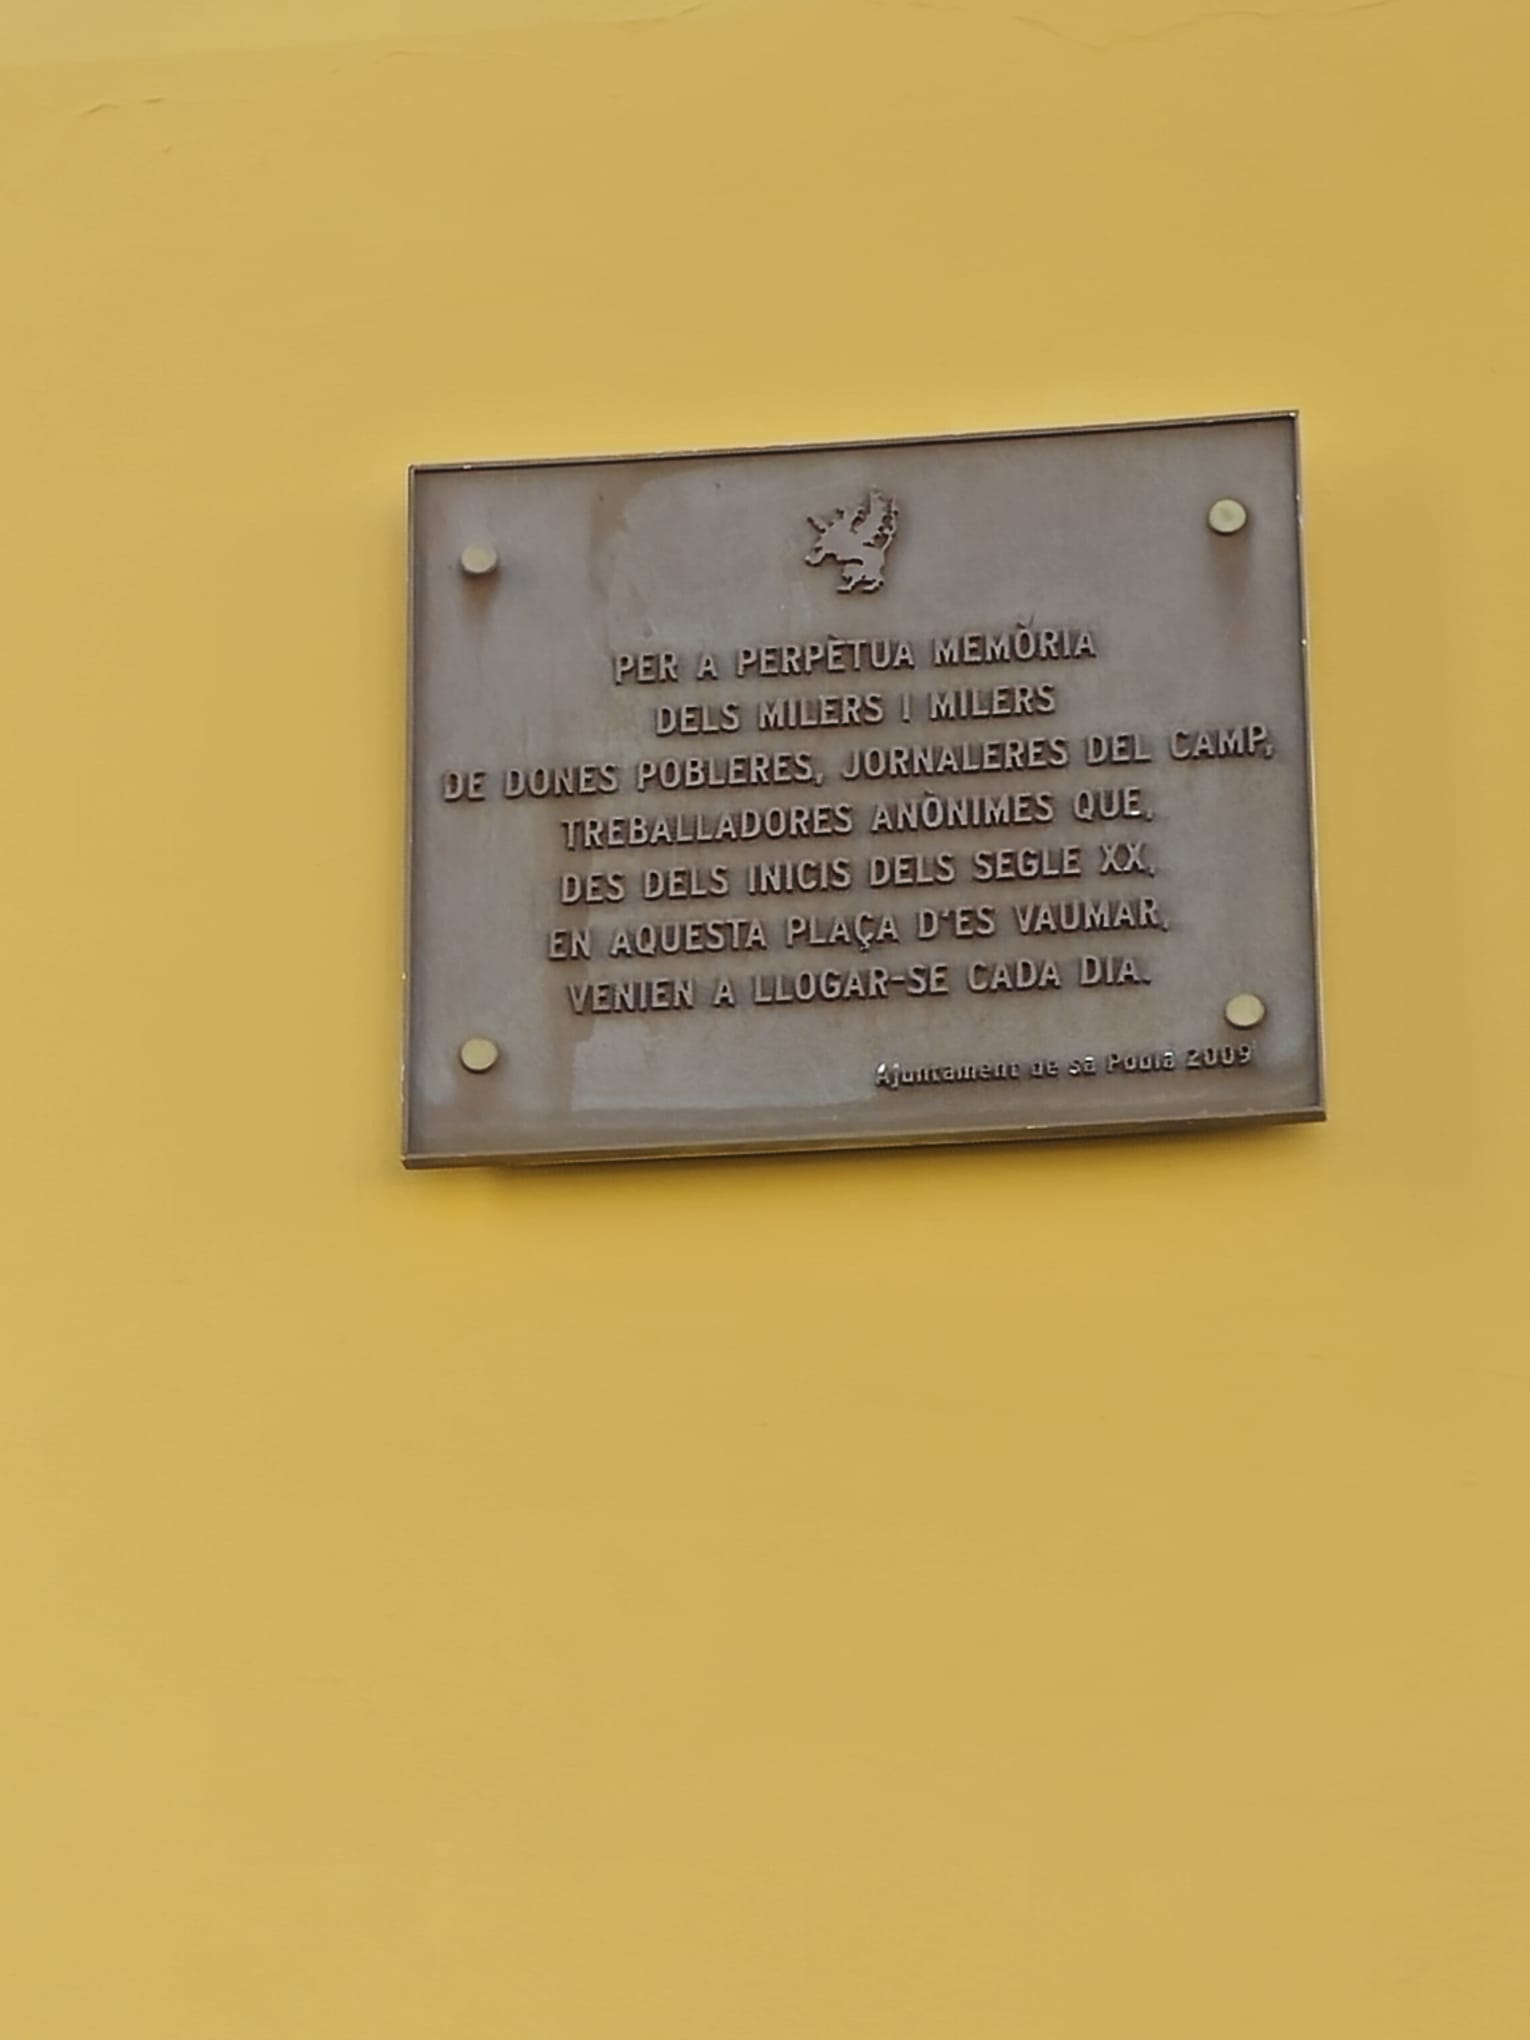 PER A PERPÈTUA MEMÒRIA
DELS MILERS I MILERS
DE DONES POBLERES, JORNALERES DEL CAMP,
TREBALLADORES ANÒNIMES QUE,
DES DELS INICIS DELS SEGLE XX,
EN AQUESTA PLAÇA D'ES VAUMAR,
VENIEN A LLOGAR-SE CADA DIA.
Ajuntament de sa Pobla 2009